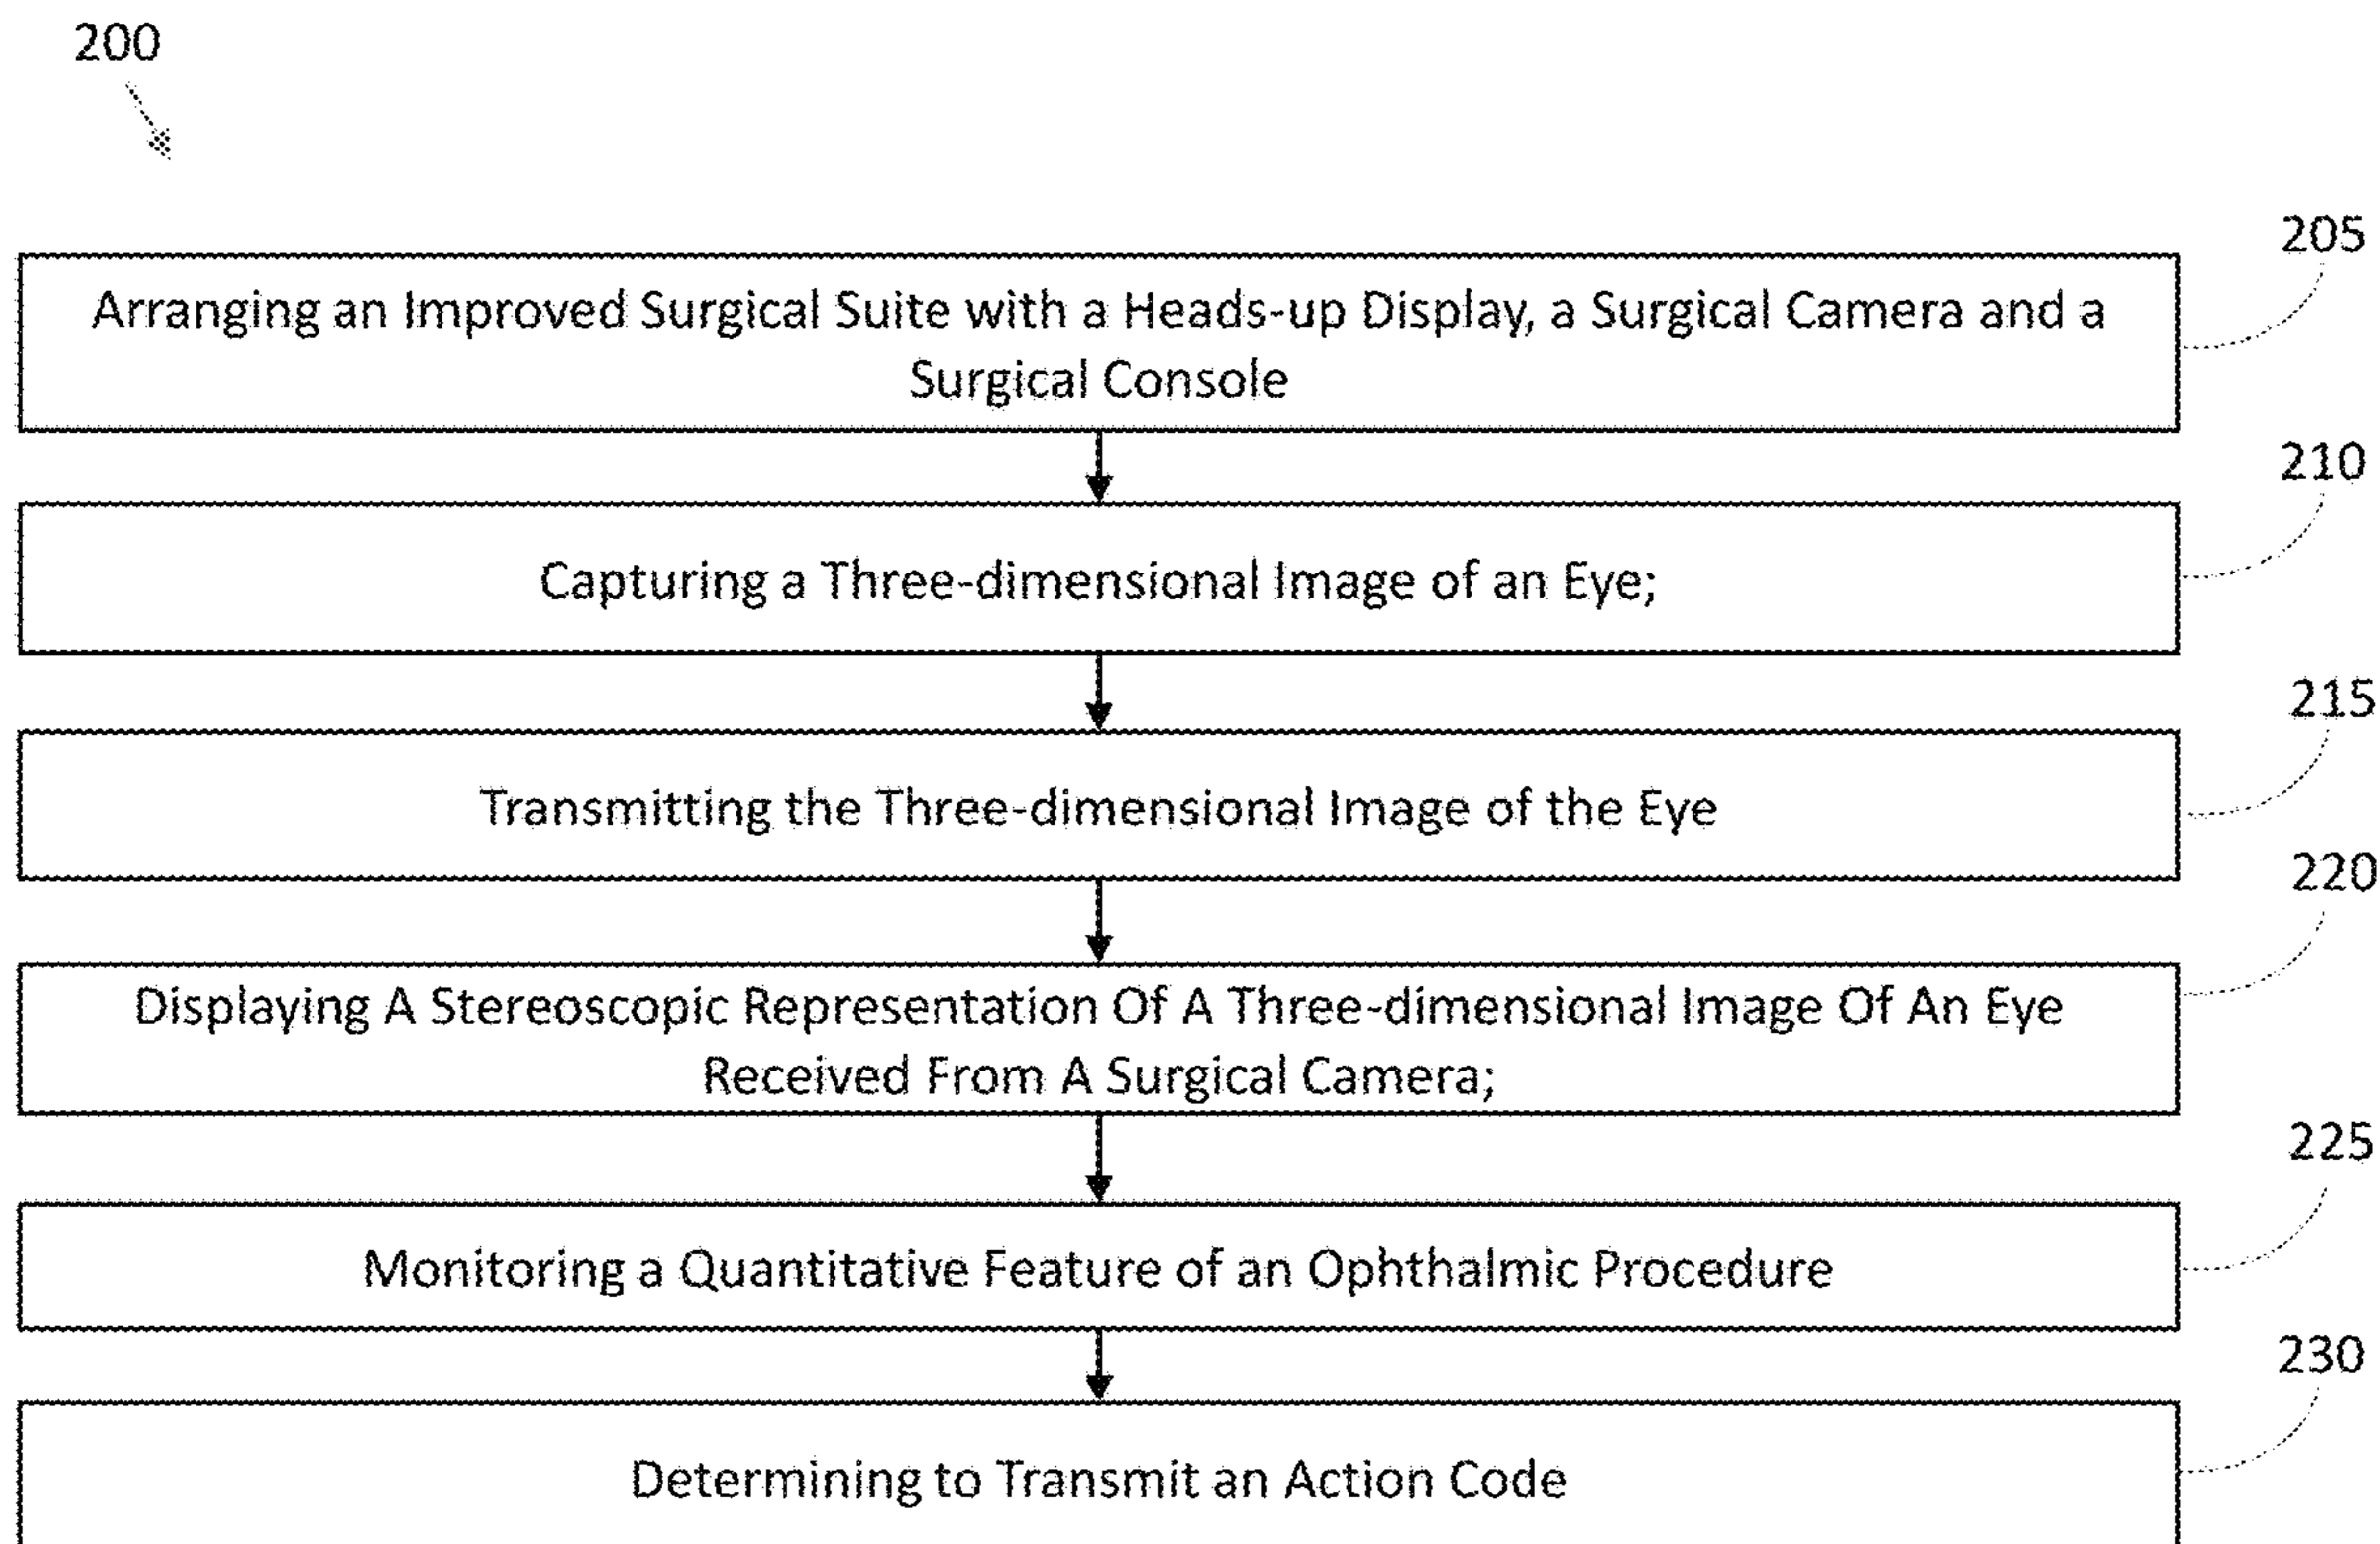 200
205
Arranging an Improved Surgical Suite with a Heads-up Display, a Surgical Camera and a
Surgical Console
210
Capturing a Three-dimensional Image of an Eye;
215
Transmitting the Three-dimensional Image of the Eye
220
Displaying A Stereoscopic Representation Of A Three-dimensional Image Of An Eye
Received From A Surgical Camera;
225
Monitoring a Quantitative Feature of an Ophthalmic Procedure
230
Determining to Transmit an Action Code